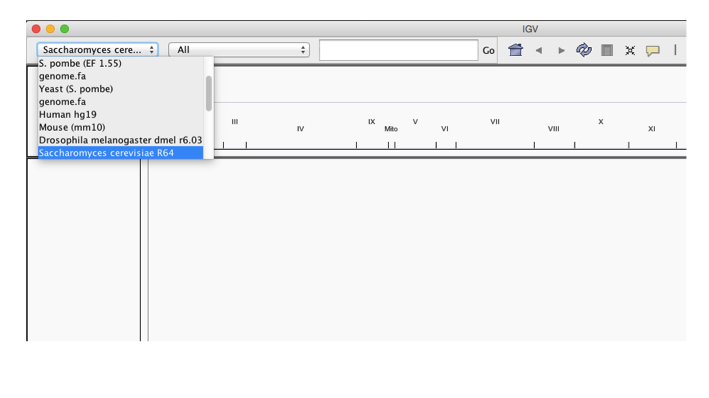 IGV
Saccharomyces cere... All Go
S. pombe (EF 1.55)
genome.fa
Yeast (S. pombe)
genome.fa
Human hg19
Mouse (mm10)
Drosophila melanogaster dmel r6.03
Saccharomyces cerevisiae R64
III IV IX Mito V VI VII VIII X XI